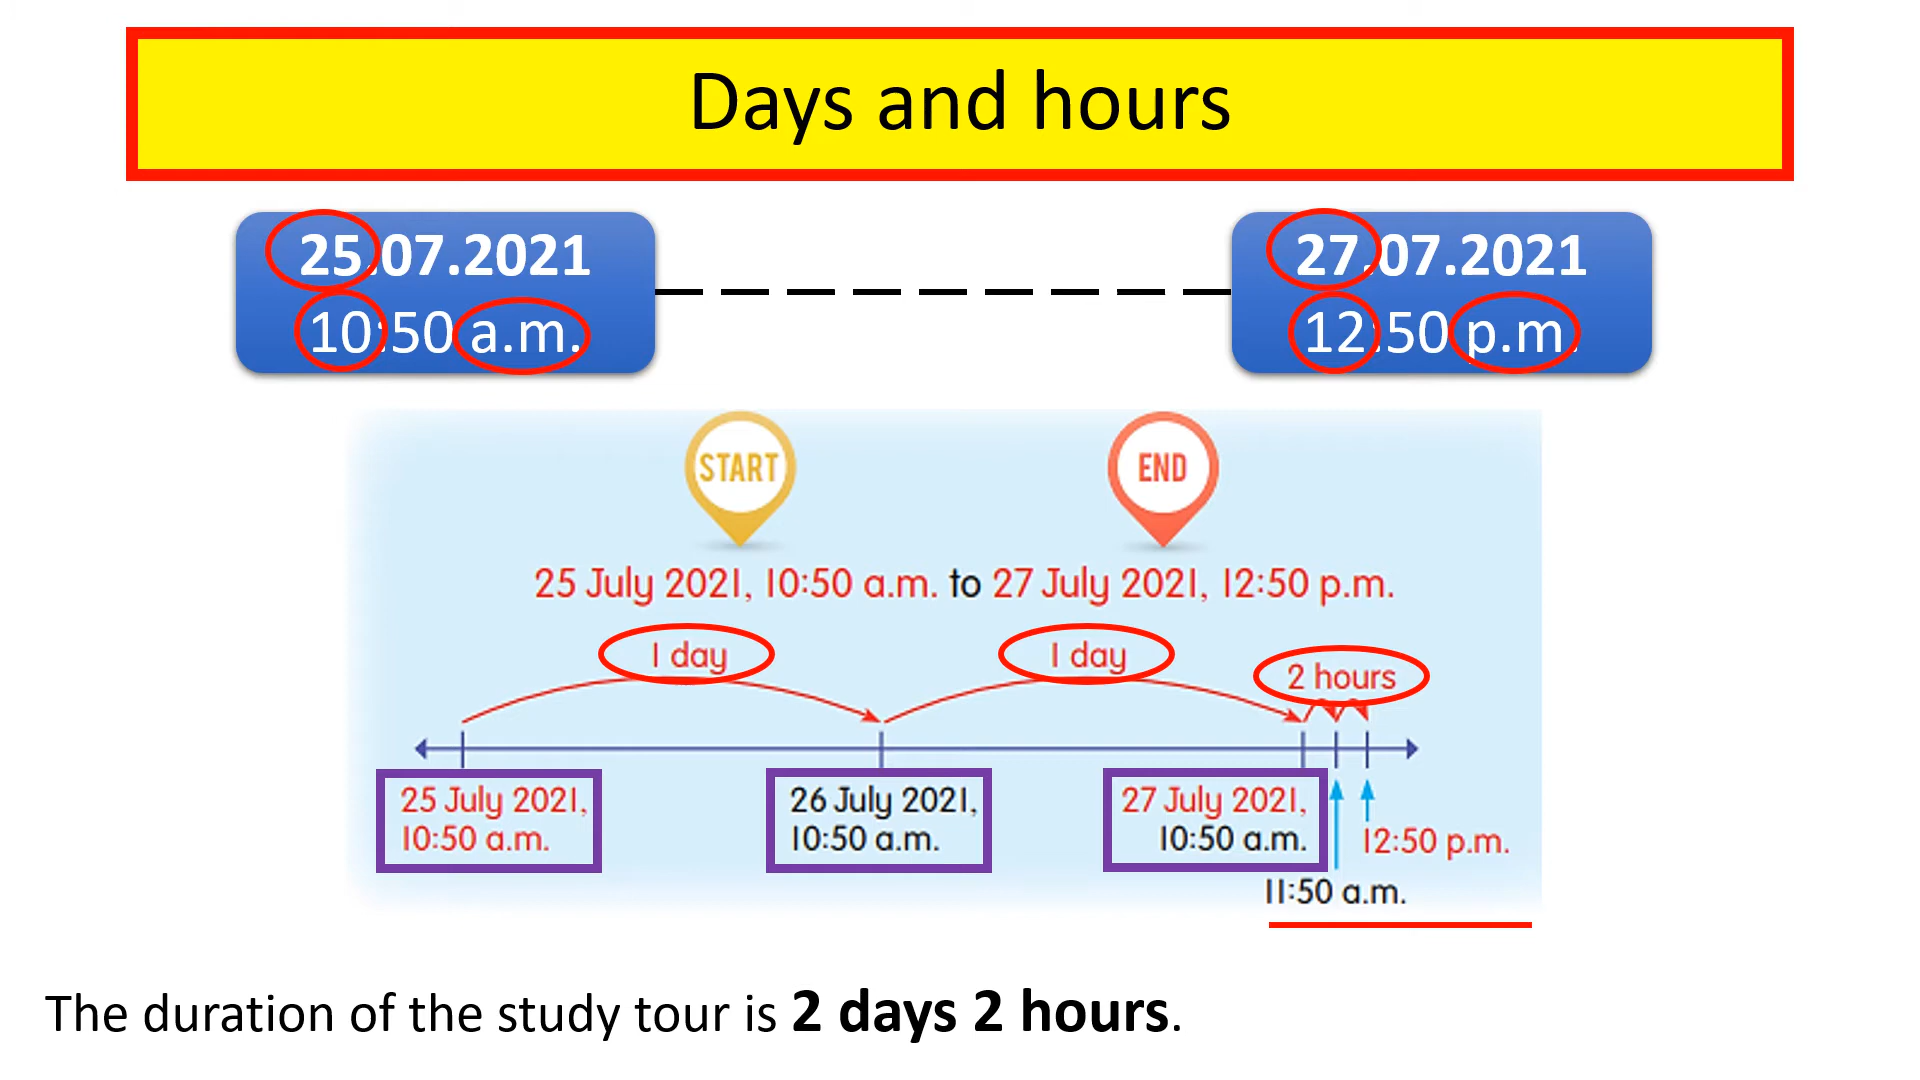 Days and hours
25.07.2021
10:50 a.m.
27.07.2021
12:50 p.m.
START
END
25 July 2021, 10:50 a.m. to 27 July 2021, 12:50 p.m.
1 day
1 day
2 hours
25 July 2021,
10:50 a.m.
26 July 2021,
10:50 a.m.
27 July 2021,
10:50 a.m.
12:50 p.m.
11:50 a.m.
The duration of the study tour is 2 days 2 hours.